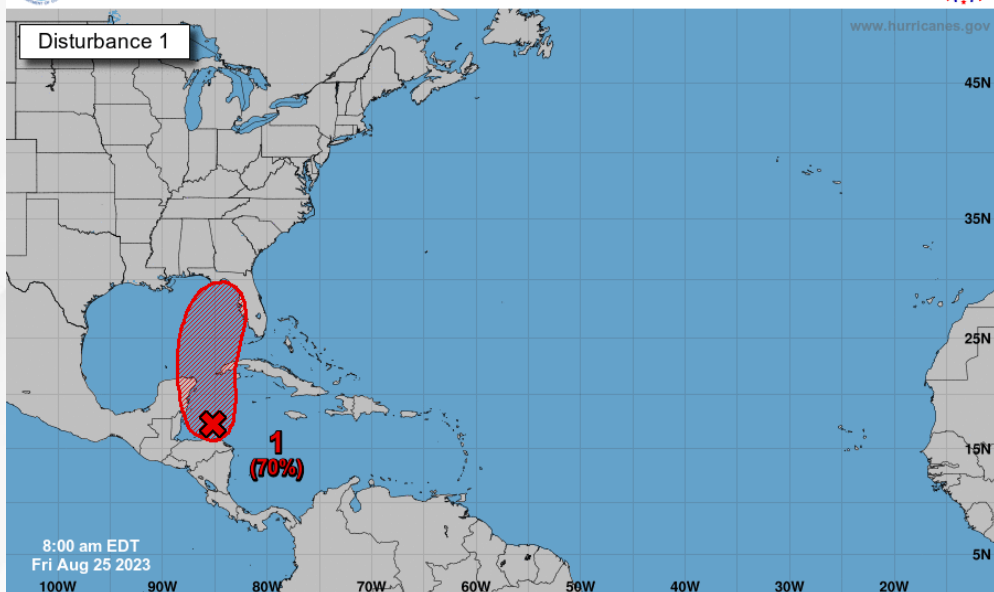 Disturbance 1
www.hurricanes.gov
45N
35N
25N
15N
5N
1
(70%)
8:00 am EDT
Fri Aug 25 2023
100W 90W 80W 70W 60W 50W 40W 30W 20W